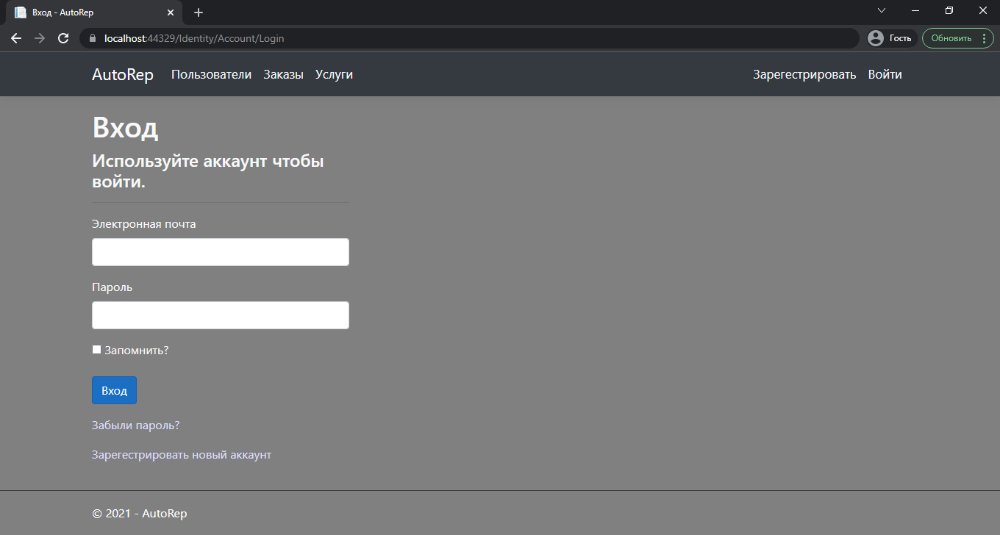 Вход - AutoRep
localhost:44329/Identity/Account/Login
Гость
Обновить
AutoRep Пользователи Заказы Услуги Зарегестрировать Войти
Вход
Используйте аккаунт чтобы
войти.
Электронная почта
Пароль
Запомнить?
Вход
Забыли пароль?
Зарегестрировать новый аккаунт
© 2021 - AutoRep